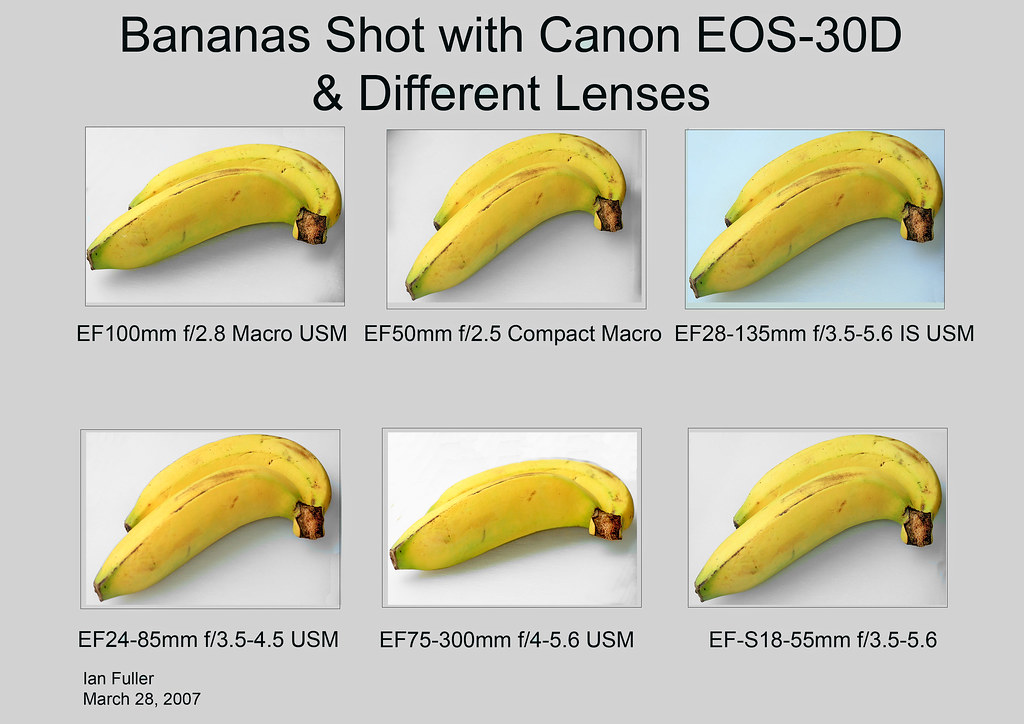 Bananas Shot with Canon EOS-30D
& Different Lenses
EF100mm f/2.8 Macro USM
EF50mm f/2.5 Compact Macro
EF28-135mm f/3.5-5.6 IS USM
EF24-85mm f/3.5-4.5 USM
EF75-300mm f/4-5.6 USM
EF-S18-55mm f/3.5-5.6
Ian Fuller
March 28, 2007